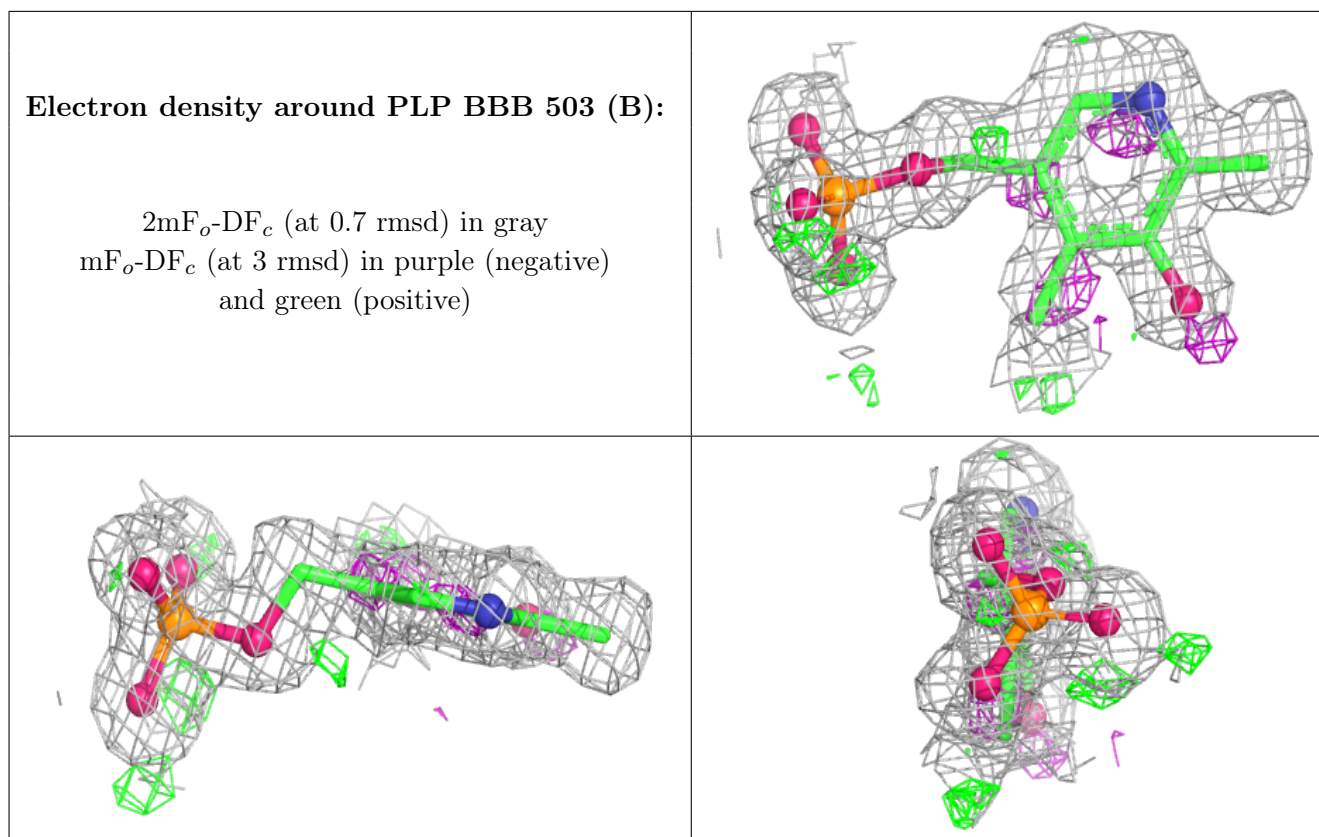 Electron density around PLP BBB 503 (B):
2mFo-DFc (at 0.7 rmsd) in gray
mFo-DFc (at 3 rmsd) in purple (negative)
and green (positive)